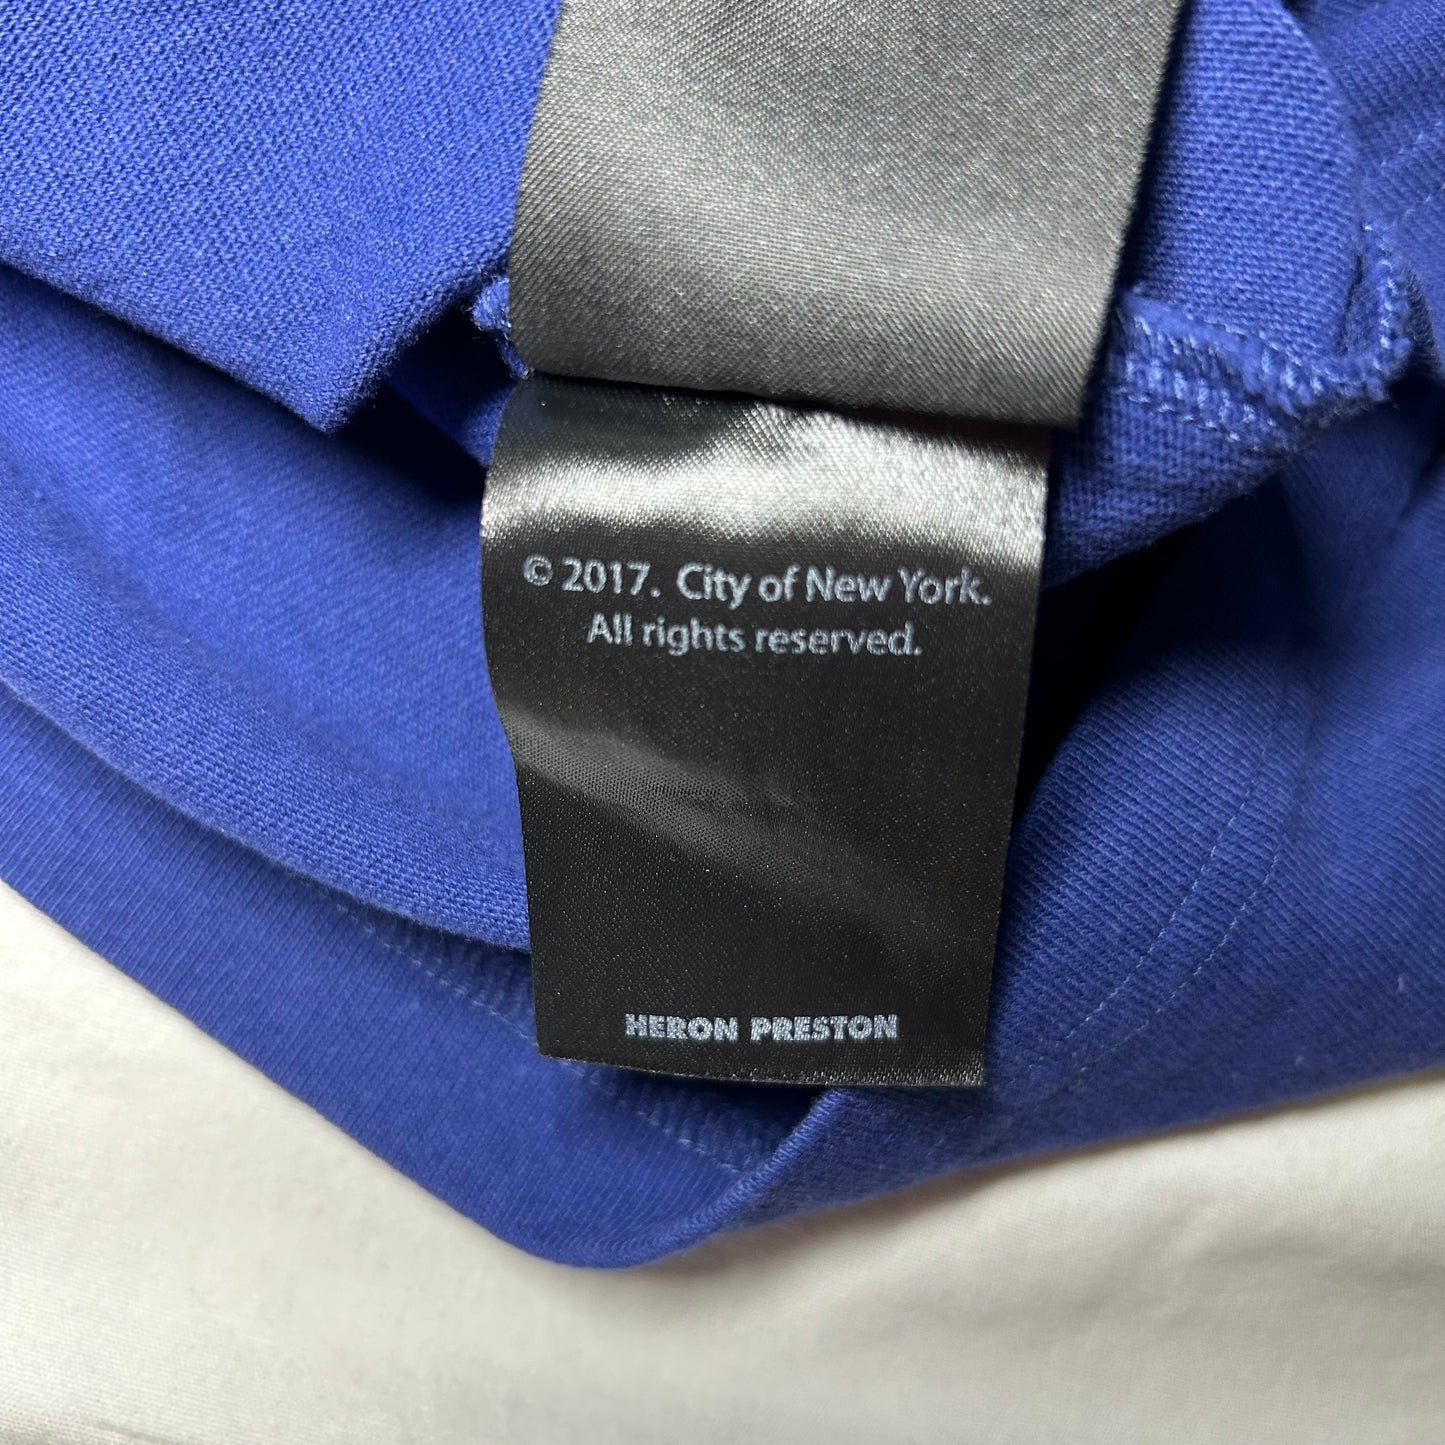 © 2017. City of New York.
All rights reserved.
HERON PRESTON